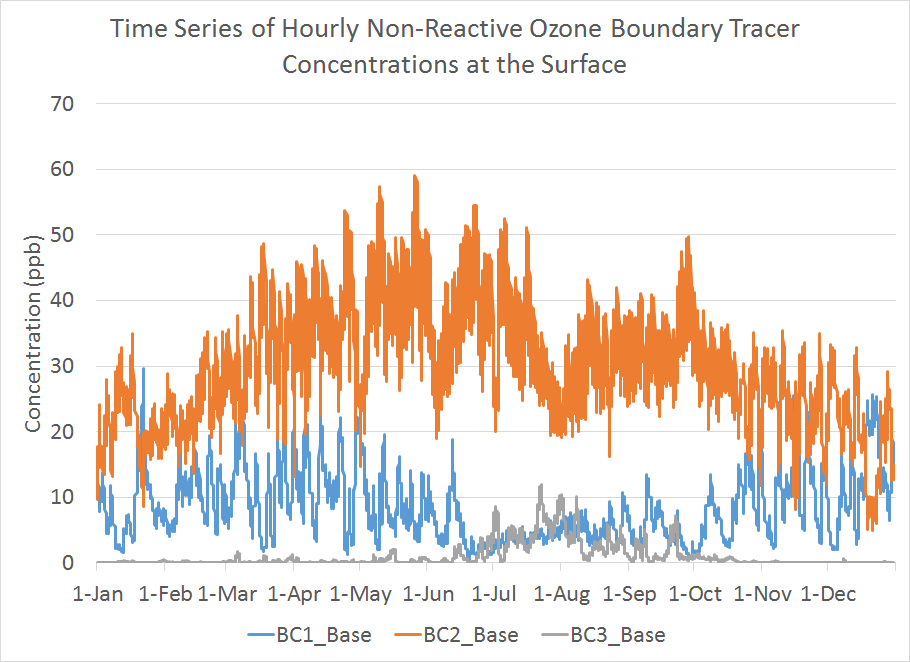 Time Series of Hourly Non-Reactive Ozone Boundary Tracer
Concentrations at the Surface
Concentration (ppb)
70
60
50
40
30
20
10
0
1-Jan 1-Feb 1-Mar 1-Apr 1-May 1-Jun 1-Jul 1-Aug 1-Sep 1-Oct 1-Nov 1-Dec
BC1_Base BC2_Base BC3_Base